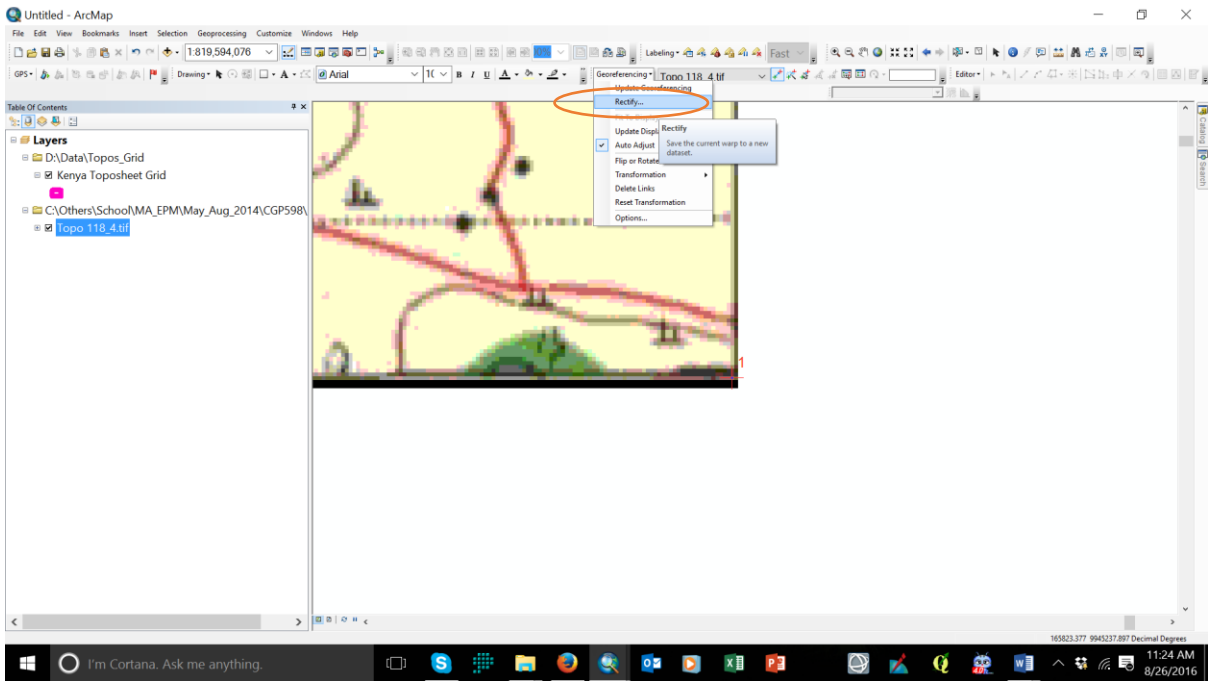 Untitled - ArcMap
File Edit View Bookmarks Insert Selection Geoprocessing Customize Windows Help
1:819,594,076 Labeling Fast
GPS Drawing Arial 10 B I U A Georeferencing Topo 118_4.tif Editor
Table Of Contents
Layers
D:\Data\Topos_Grid
Kenya Toposheet Grid
C:\Others\School\MA_EPM\May_Aug_2014\CGP598\
Topo 118_4.tif
Update Georeferencing
Rectify...
Update Displ
Auto Adjust
Flip or Rotate
Transformation
Delete Links
Reset Transformation
Options...
Rectify
Save the current warp to a new
dataset.
1
Catalog
Search
165823.377 9945237.897 Decimal Degrees
I'm Cortana. Ask me anything.
11:24 AM
8/26/2016